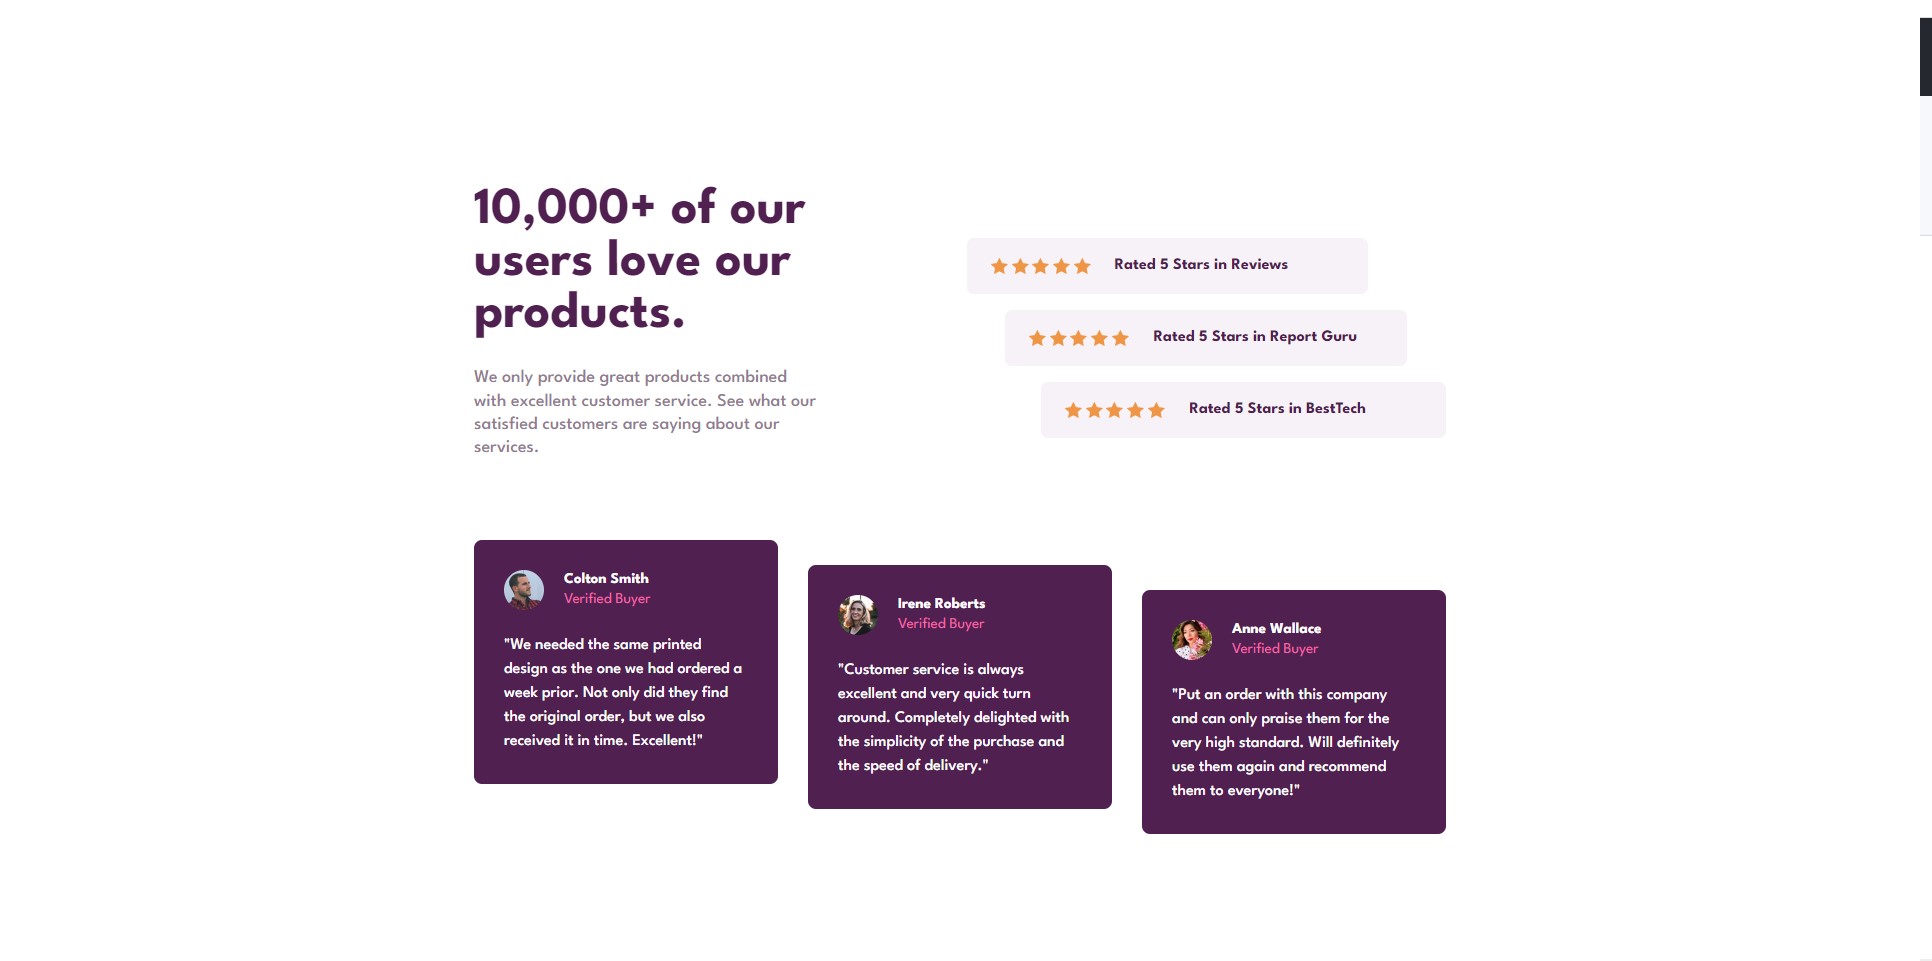 10,000+ of our
users love our
products.
We only provide great products combined
with excellent customer service. See what our
satisfied customers are saying about our
services.
Rated 5 Stars in Reviews
Rated 5 Stars in Report Guru
Rated 5 Stars in BestTech
Colton Smith
Verified Buyer
"We needed the same printed
design as the one we had ordered a
week prior. Not only did they find
the original order, but we also
received it in time. Excellent!"
Irene Roberts
Verified Buyer
"Customer service is always
excellent and very quick turn
around. Completely delighted with
the simplicity of the purchase and
the speed of delivery."
Anne Wallace
Verified Buyer
"Put an order with this company
and can only praise them for the
very high standard. Will definitely
use them again and recommend
them to everyone!"